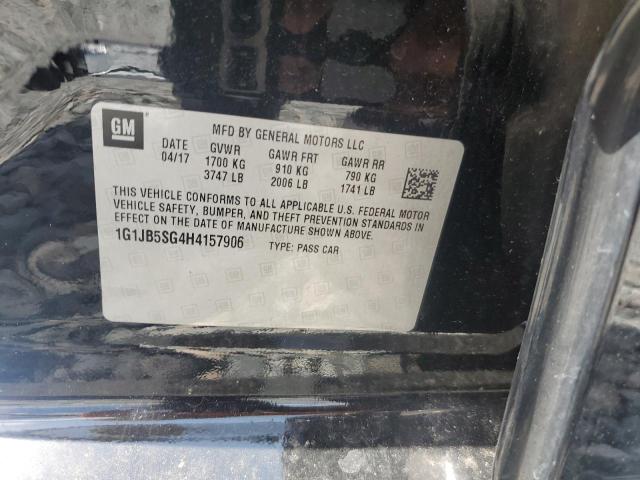 GM
MFD BY GENERAL MOTORS LLC
DATE GVWR GAWR FRT GAWR RR
04/17 1700 KG 910 KG 790 KG
3747 LB 2006 LB 1741 LB
THIS VEHICLE CONFORMS TO ALL APPLICABLE U.S. FEDERAL MOTOR
VEHICLE SAFETY, BUMPER, AND THEFT PREVENTION STANDARDS IN
EFFECT ON THE DATE OF MANUFACTURE SHOWN ABOVE.
1G1JB5SG4H4157906 TYPE: PASS CAR